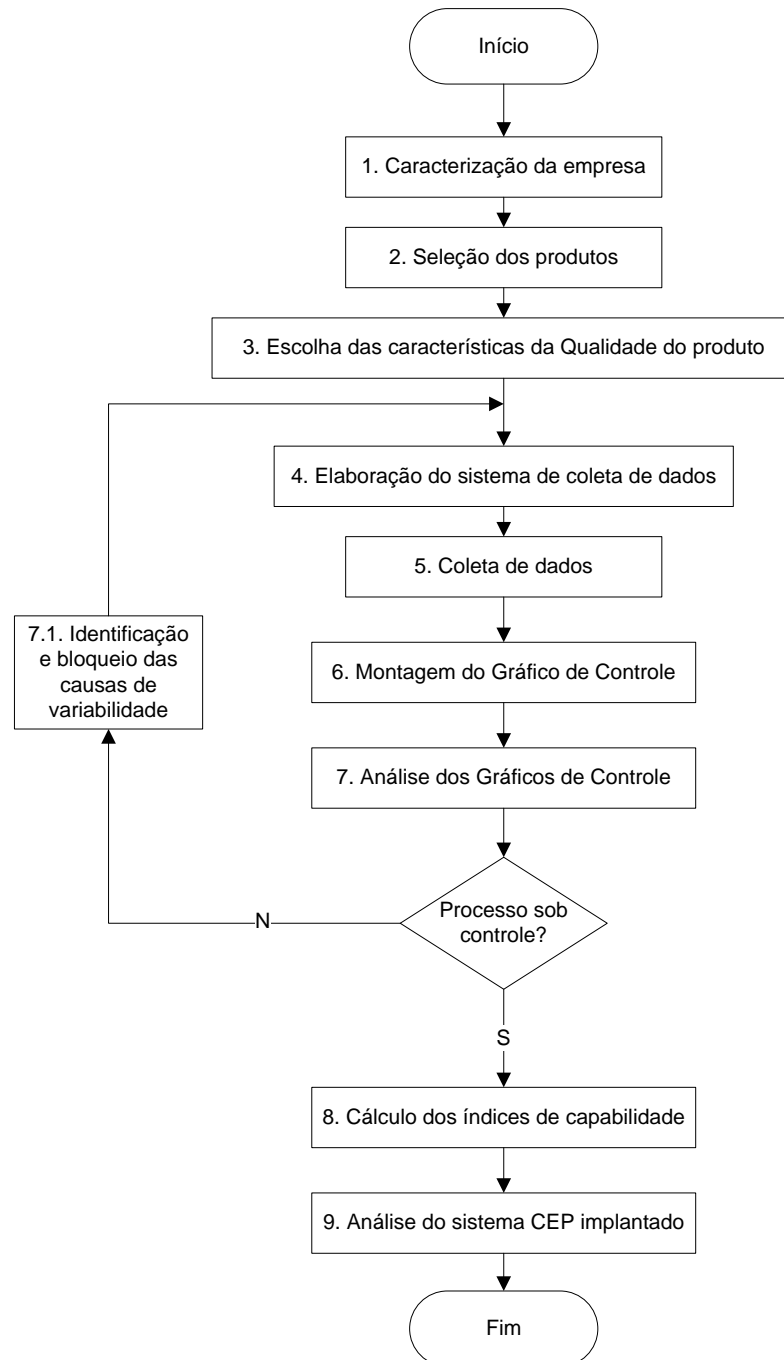 Início
1. Caracterização da empresa
2. Seleção dos produtos
3. Escolha das características da Qualidade do produto
4. Elaboração do sistema de coleta de dados
5. Coleta de dados
7.1. Identificação
e bloqueio das
causas de
variabilidade
6. Montagem do Gráfico de Controle
7. Análise dos Gráficos de Controle
Processo sob
controle?
N
S
8. Cálculo dos índices de capabilidade
9. Análise do sistema CEP implantado
Fim